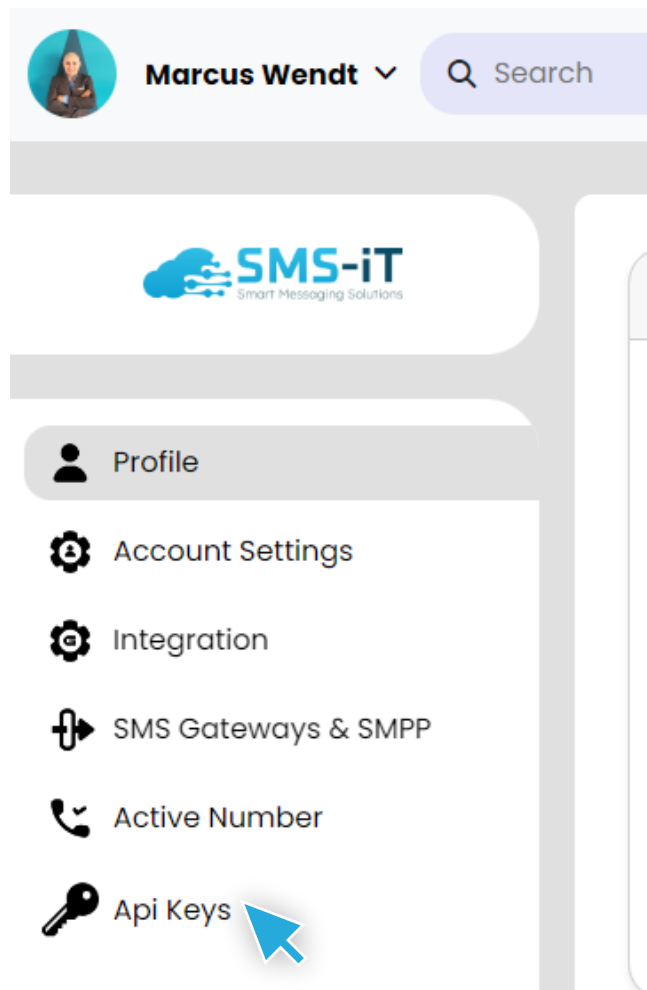 Marcus Wendt
Search
SMS-iT
Smart Messaging Solutions
Profile
Account Settings
Integration
SMS Gateways & SMPP
Active Number
Api Keys